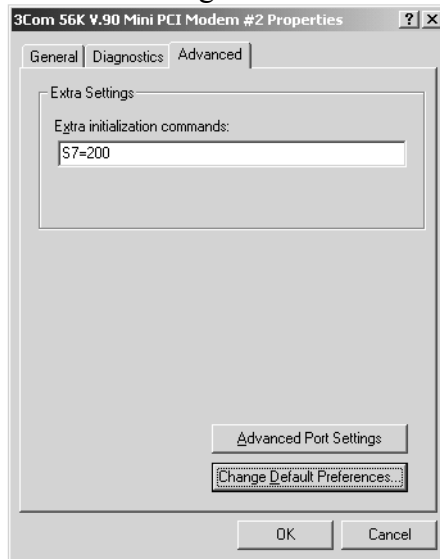 3Com 56K V.90 Mini PCI Modem #2 Properties ? X
General Diagnostics Advanced
Extra Settings
Extra initialization commands:
S7=200
Advanced Port Settings
Change Default Preferences...
OK Cancel